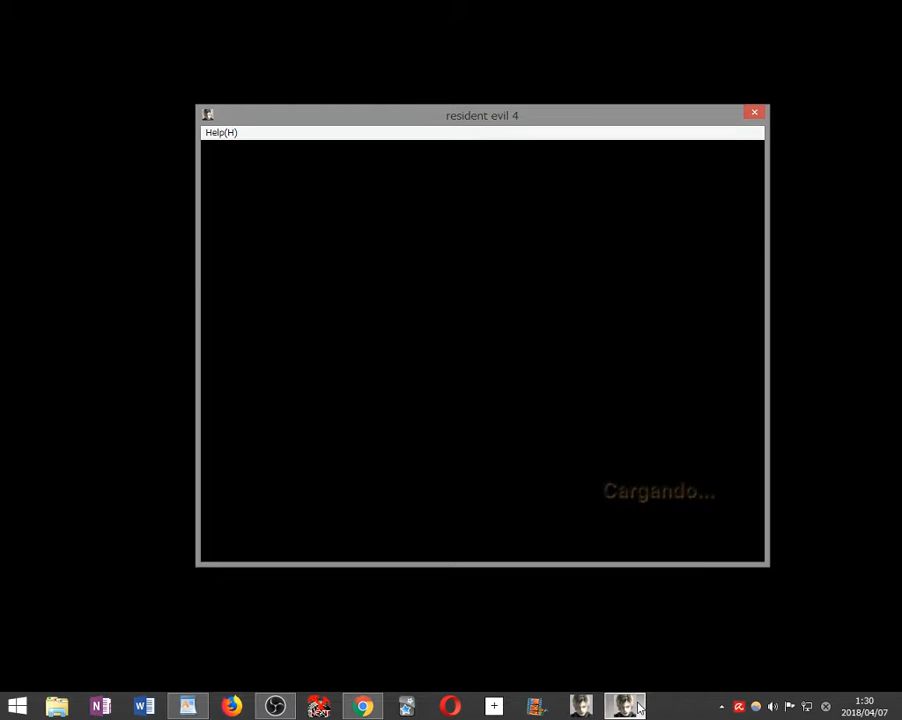 resident evil 4
Help(H)
Cargando...
1:30
2018/04/07